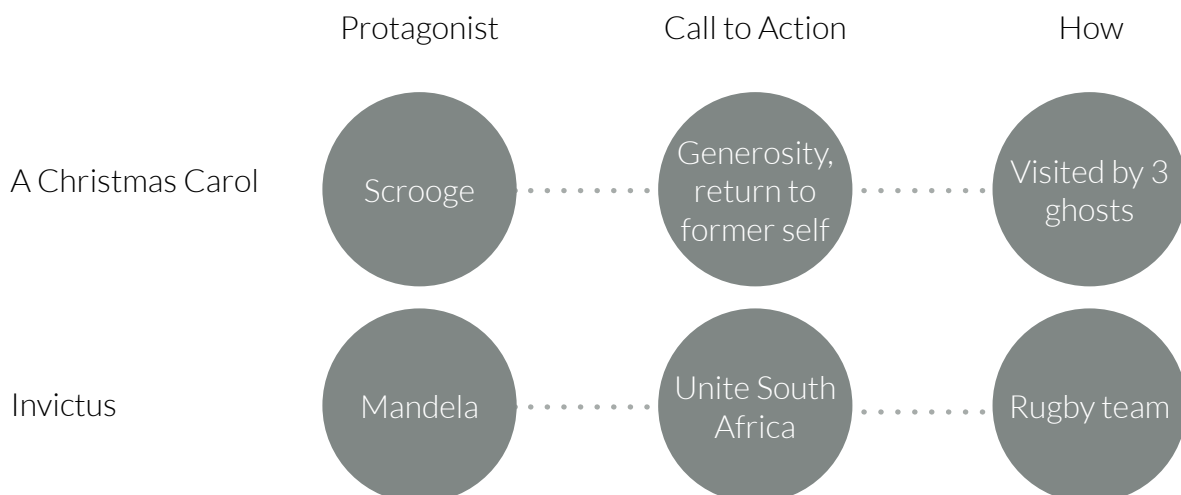 Protagonist Call to Action How
A Christmas Carol
Scrooge
Generosity,
return to
former self
Visited by 3
ghosts
Invictus
Mandela
Unite South
Africa
Rugby team